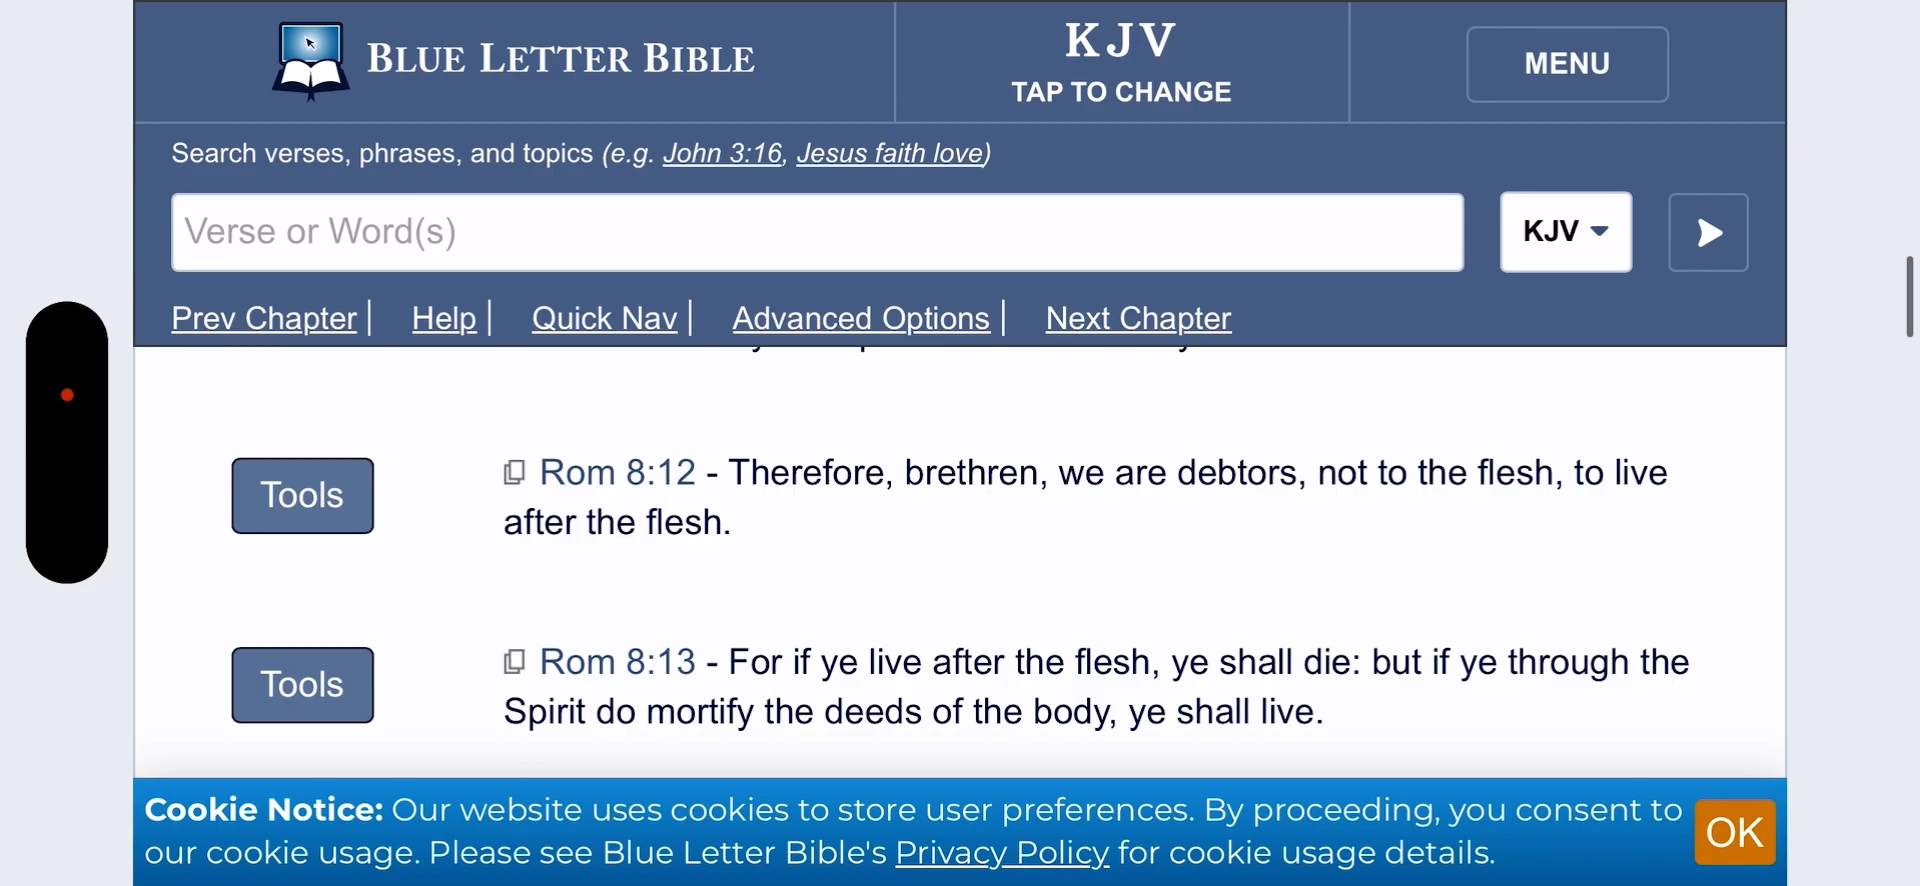 BLUE LETTER BIBLE
KJV
TAP TO CHANGE
MENU
Search verses, phrases, and topics (e.g. John 3:16, Jesus faith love)
Verse or Word(s)
KJV
Prev Chapter | Help | Quick Nav | Advanced Options | Next Chapter
Tools
Rom 8:12 - Therefore, brethren, we are debtors, not to the flesh, to live
after the flesh.
Tools
Rom 8:13 - For if ye live after the flesh, ye shall die: but if ye through the
Spirit do mortify the deeds of the body, ye shall live.
Cookie Notice: Our website uses cookies to store user preferences. By proceeding, you consent to
our cookie usage. Please see Blue Letter Bible's Privacy Policy for cookie usage details.
OK